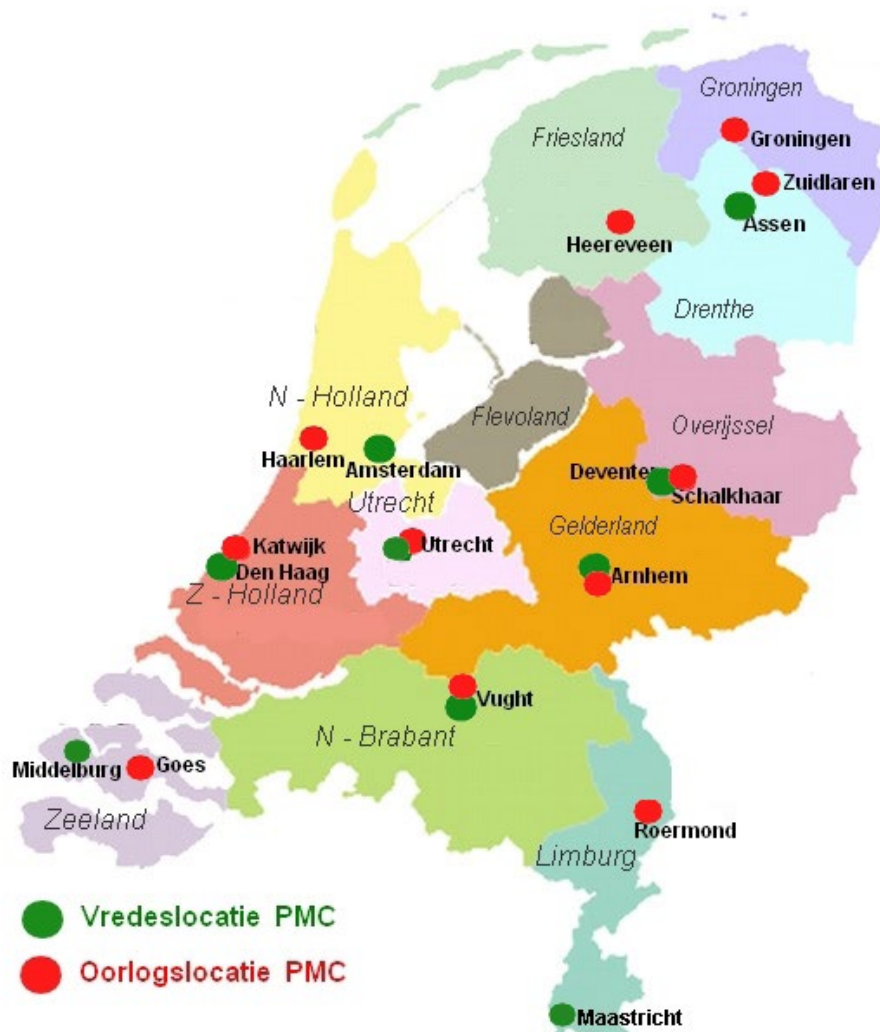 Groningen
Groningen
Friesland
Zuidlaren
Assen
Heereveen
Drenthe
N - Holland
Flevoland
Overijssel
Haarlem
Amsterdam
Deventer
Schalkhaar
Utrecht
Gelderland
Katwijk
Utrecht
Den Haag
Arnhem
Z - Holland
Vught
N - Brabant
Middelburg
Goes
Zeeland
Roermond
Limburg
Vredeslocatie PMC
Oorlogslocatie PMC
Maastricht